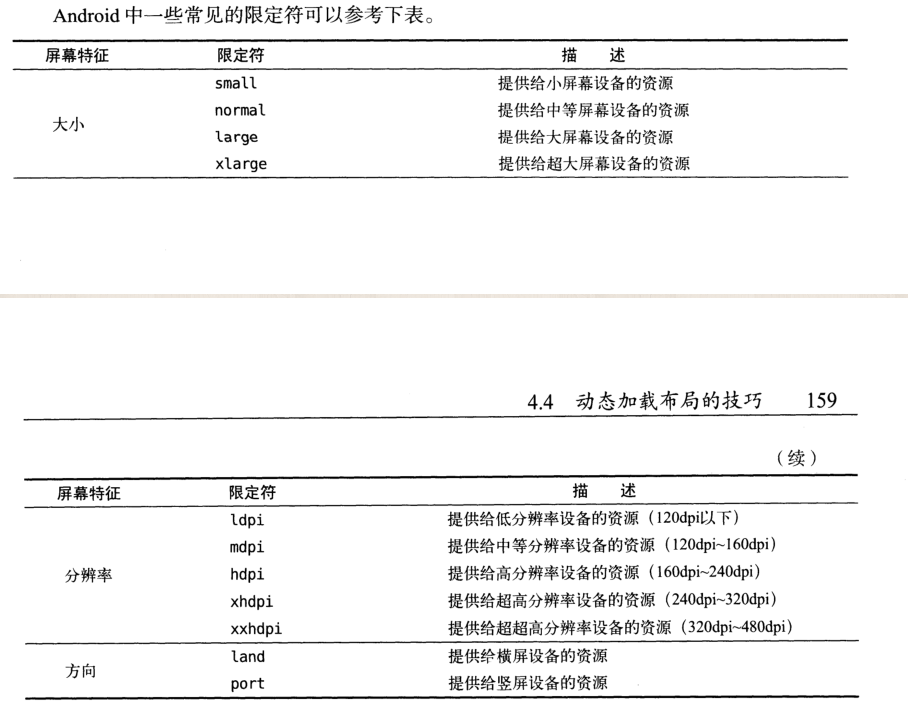 Android 中一些常见的限定符可以参考下表。
屏幕特征 限定符 描 述
大小
small 提供给小屏幕设备的资源
normal 提供给中等屏幕设备的资源
large 提供给大屏幕设备的资源
xlarge 提供给超大屏幕设备的资源
4.4 动态加载布局的技巧 159
（续）
屏幕特征 限定符 描 述
分辨率
ldpi 提供给低分辨率设备的资源（120dpi以下）
mdpi 提供给中等分辨率设备的资源（120dpi~160dpi）
hdpi 提供给高分辨率设备的资源（160dpi~240dpi）
xhdpi 提供给超高分辨率设备的资源（240dpi~320dpi）
xxhdpi 提供给超超高分辨率设备的资源（320dpi~480dpi）
方向
land 提供给横屏设备的资源
port 提供给竖屏设备的资源